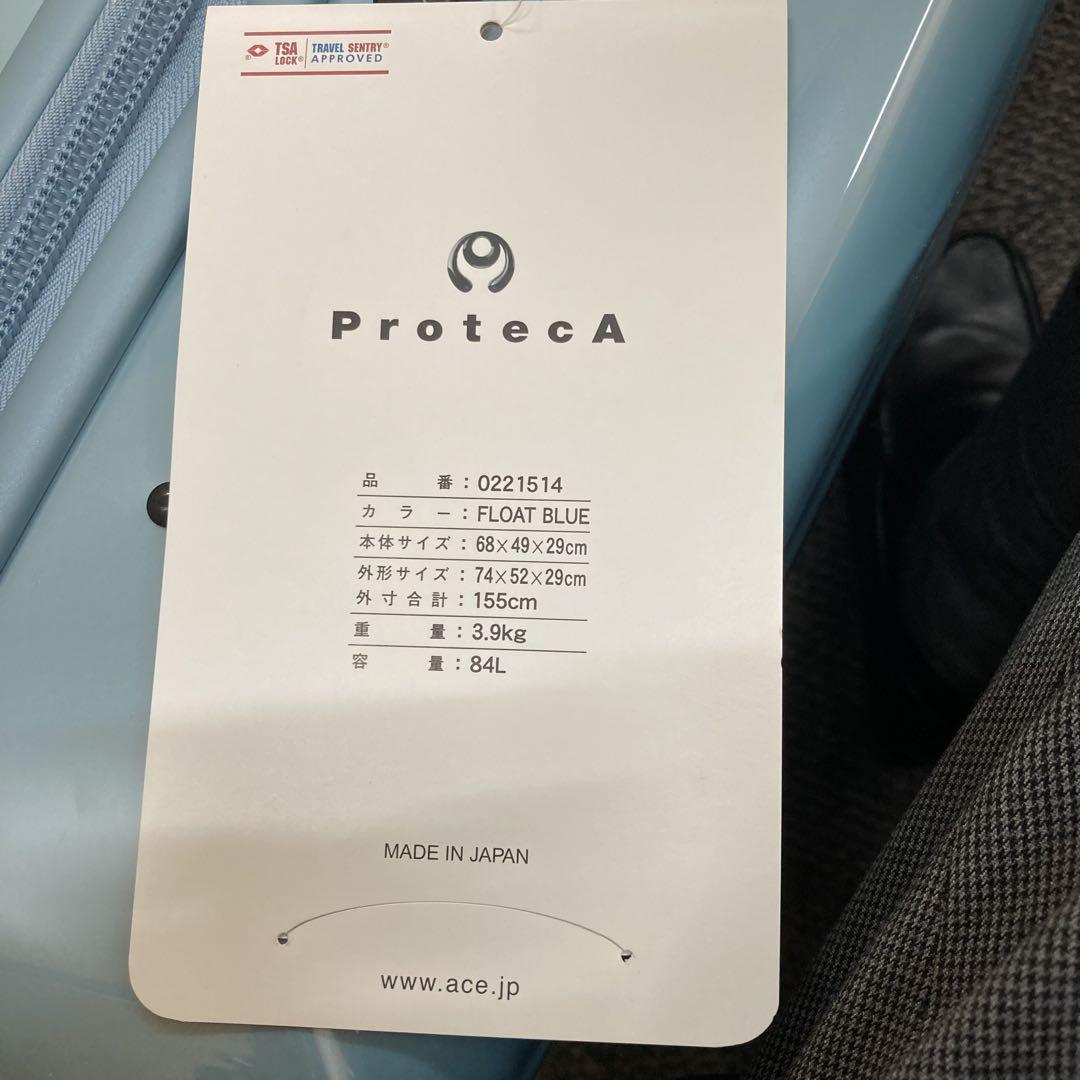 TSA LOCK® TRAVEL SENTRY® APPROVED
ProtecA
品番：0221514
カラー：FLOAT BLUE
本体サイズ：68×49×29cm
外形サイズ：74×52×29cm
外寸合計：155cm
重量：3.9kg
容量：84L
MADE IN JAPAN
www.ace.jp